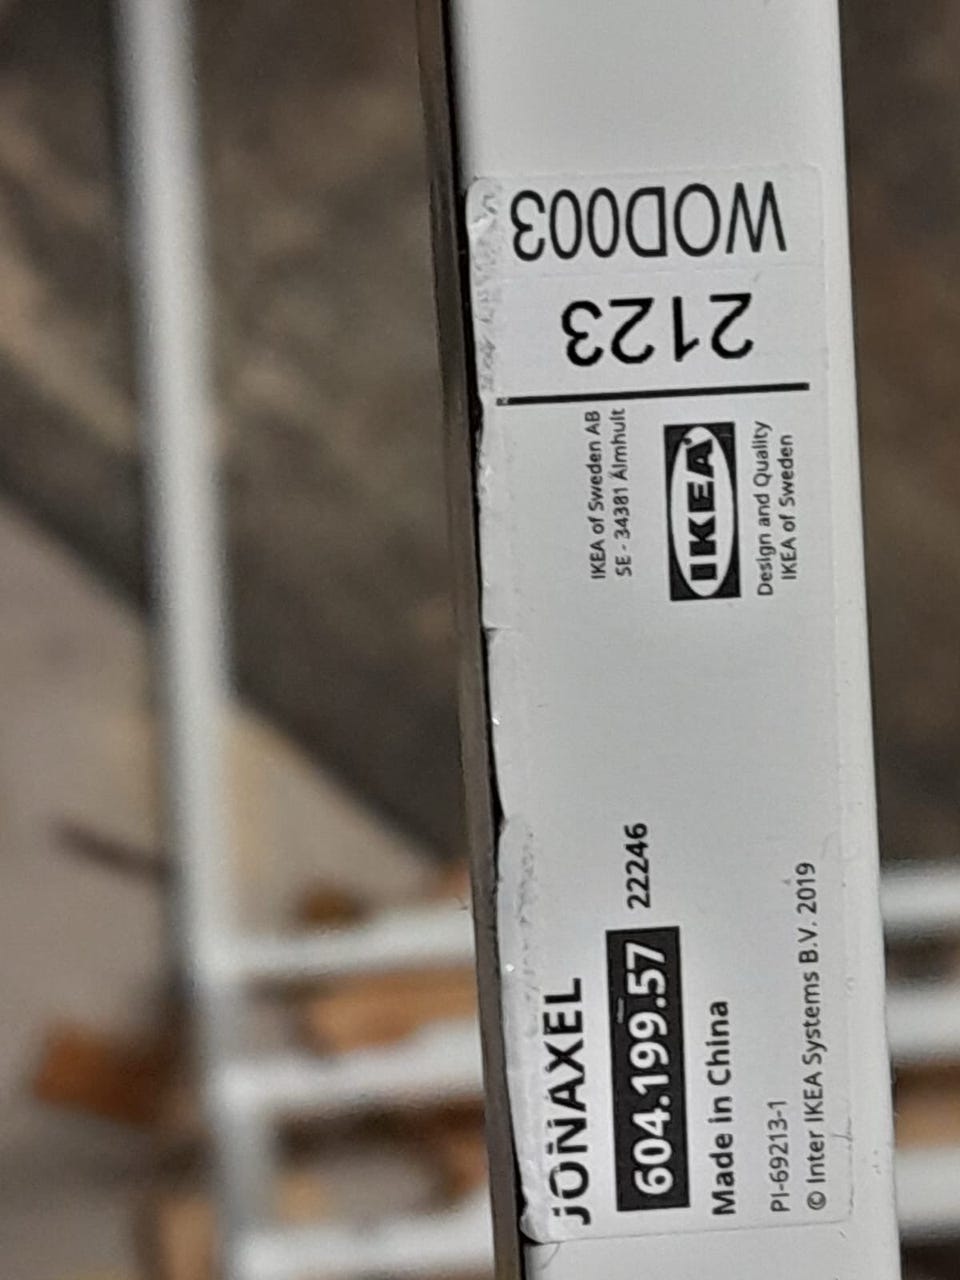 JONAXEL
604.199.57 22246
Made in China
PI-69213-1
© Inter IKEA Systems B.V. 2019
IKEA of Sweden AB
SE - 34381 Älmhult
IKEA
Design and Quality
IKEA of Sweden
2123
WOD003